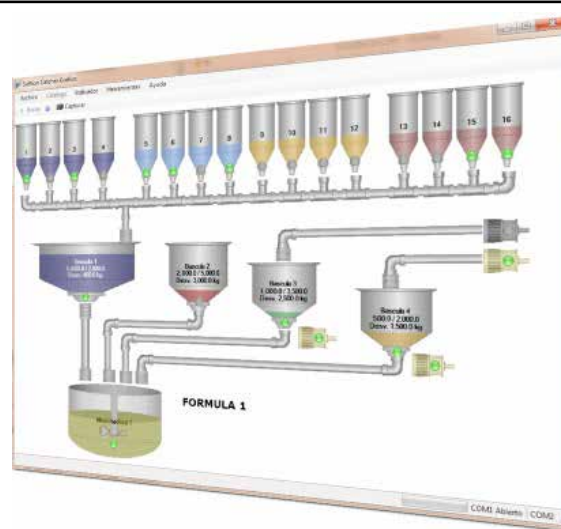 Archivo Catálogo Herramientas Ayuda
Capturar
1 2 3 4 5 6 7 8 9 10 11 12 13 14 15 16
Bascula 1
Bascula 2
2,000.0 / 5,000.0
Desv. 3,000.0 kg
Bascula 3
1,000.0 / 3,500.0
Desv. 2,500.0 kg
Bascula 4
500.0 / 2,000.0
Desv. 1,500.0 kg
FORMULA 1
COM1 Abierto COM2